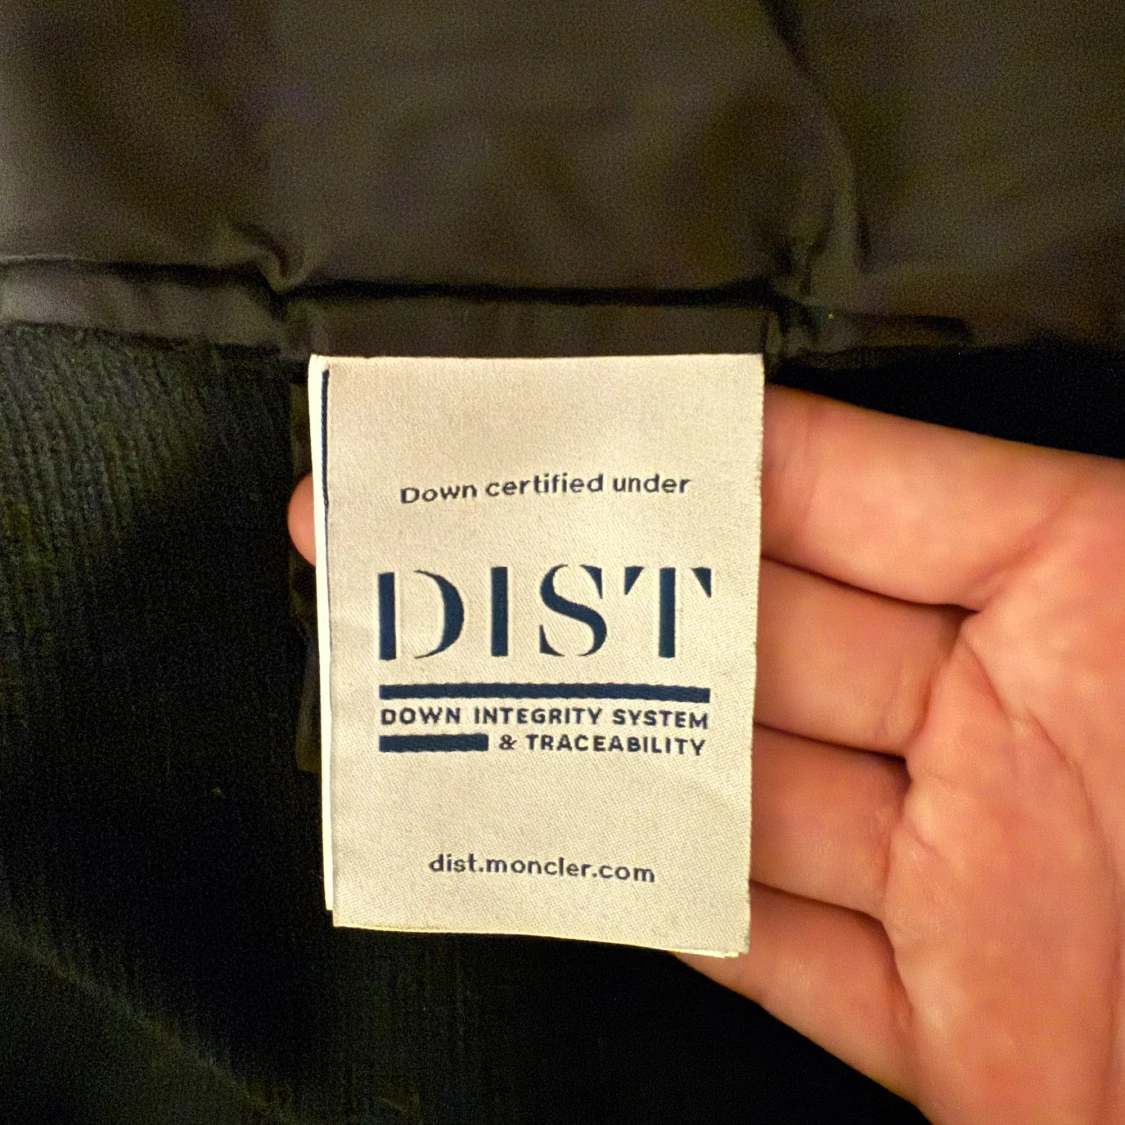 Down certified under
DIST
DOWN INTEGRITY SYSTEM
& TRACEABILITY
dist.moncler.com